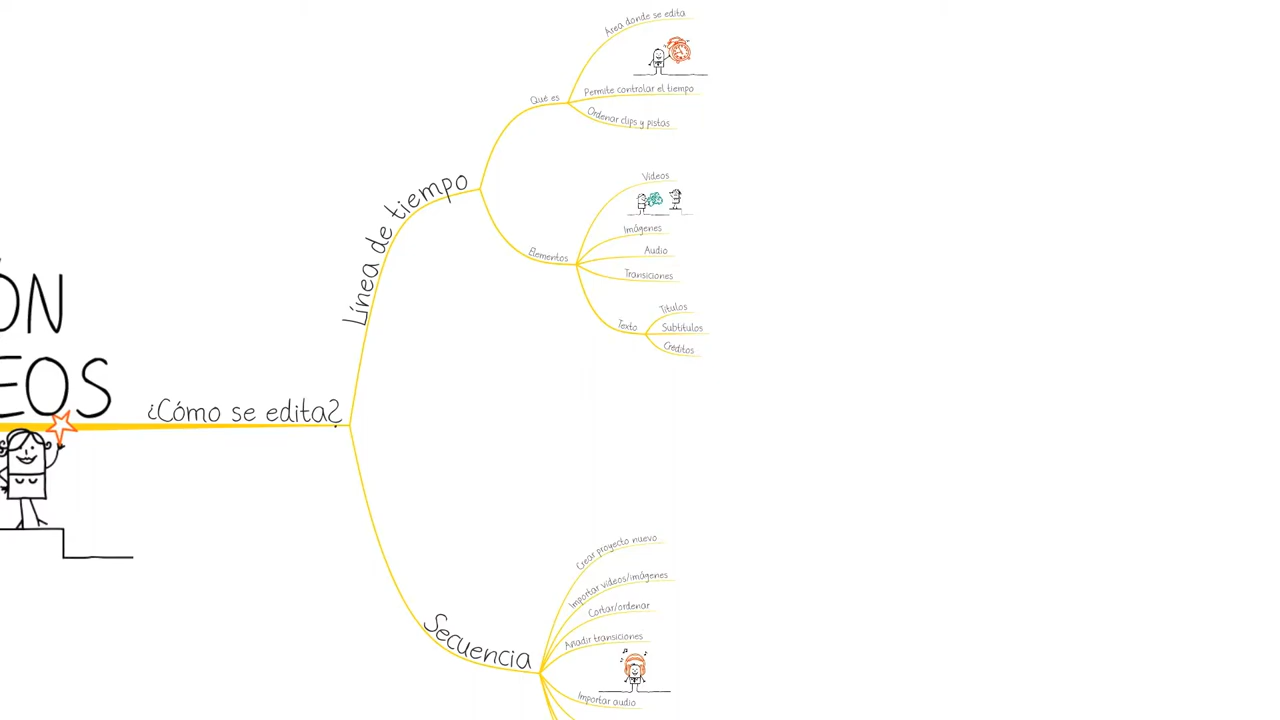 ÓN
EOS
¿Cómo se edita?
Línea de tiempo
Qué es
Área donde se edita
Permite controlar el tiempo
Ordenar clips y pistas
Elementos
Vídeos
Imágenes
Audio
Transiciones
Texto
Títulos
Subtítulos
Créditos
Secuencia
Crear proyecto nuevo
Importar vídeos/imágenes
Cortar/ordenar
Añadir transiciones
Importar audio